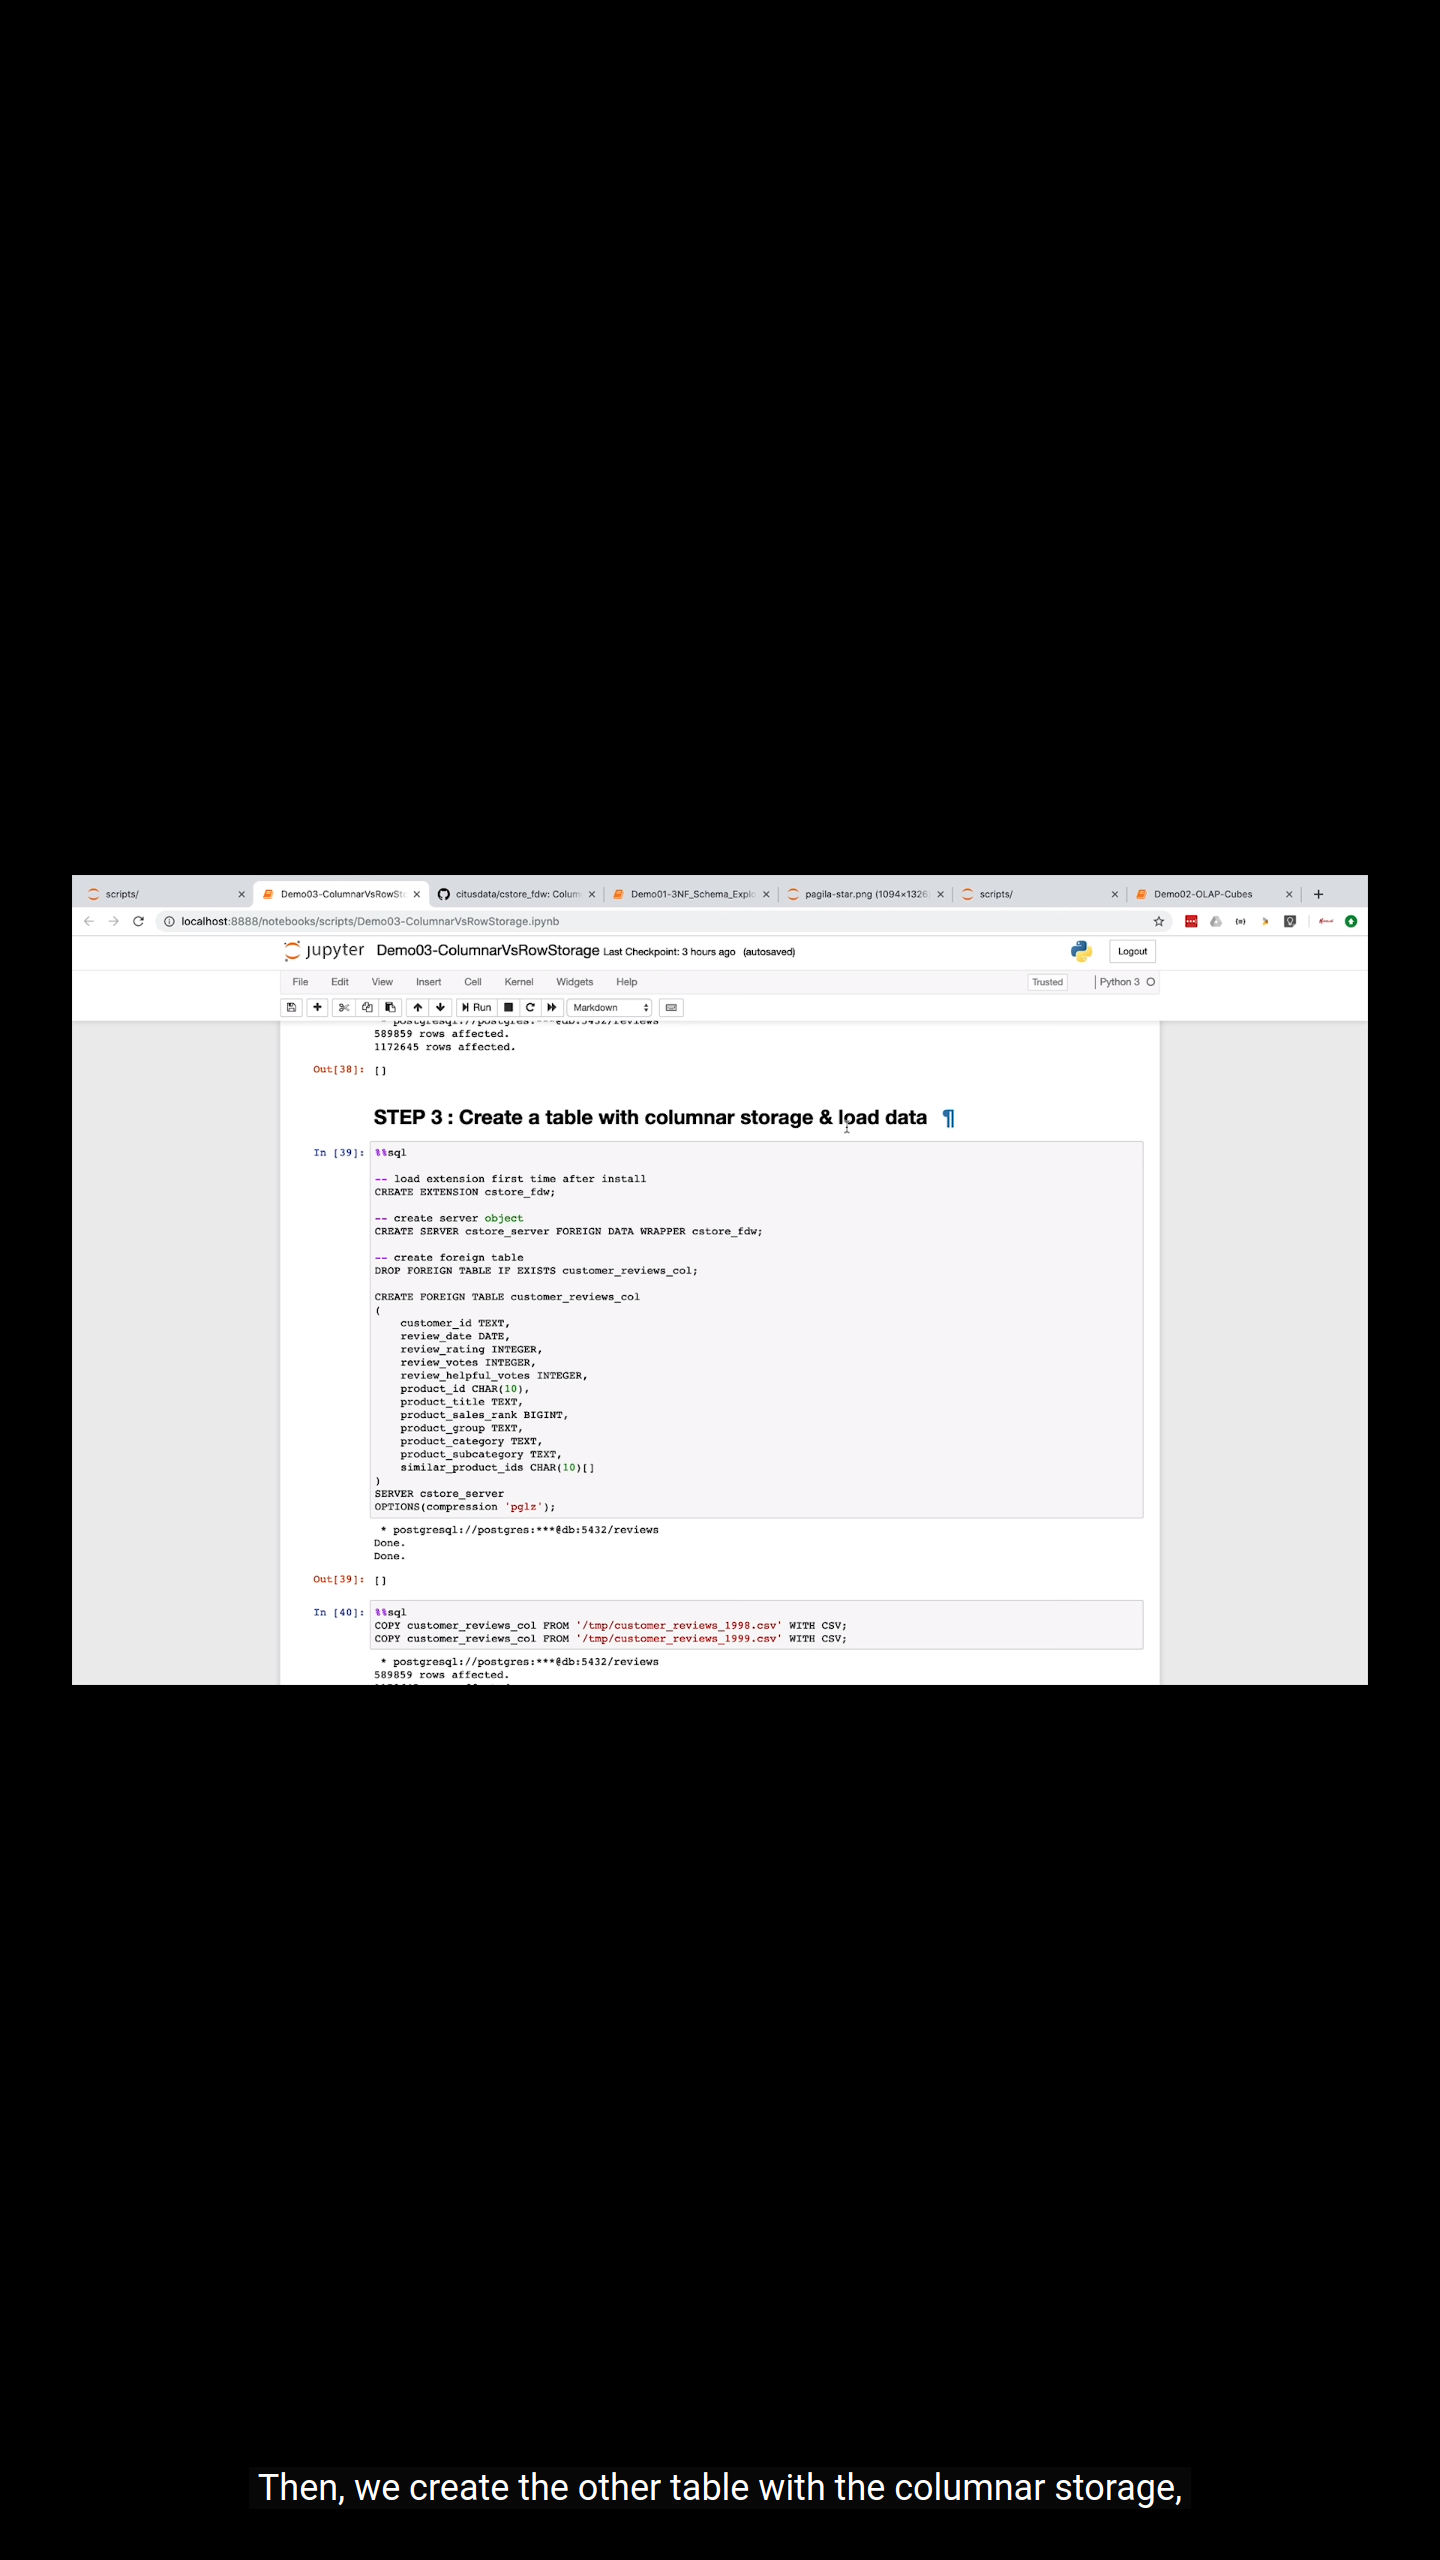 scripts/
Demo03-ColumnarVsRowSto
citusdata/cstore_fdw: Colum
Demo01-3NF_Schema_Explo
pagila-star.png (1094×1326)
scripts/
Demo02-OLAP-Cubes
localhost:8888/notebooks/scripts/Demo03-ColumnarVsRowStorage.ipynb
jupyter Demo03-ColumnarVsRowStorage Last Checkpoint: 3 hours ago (autosaved)
Logout
File Edit View Insert Cell Kernel Widgets Help
Trusted | Python 3
Run Markdown
* postgresql://postgres:***@db:5432/reviews
589859 rows affected.
1172645 rows affected.
Out[38]: []
STEP 3 : Create a table with columnar storage & load data ¶
In [39]: %%sql
-- load extension first time after install
CREATE EXTENSION cstore_fdw;
-- create server object
CREATE SERVER cstore_server FOREIGN DATA WRAPPER cstore_fdw;
-- create foreign table
DROP FOREIGN TABLE IF EXISTS customer_reviews_col;
CREATE FOREIGN TABLE customer_reviews_col
(
customer_id TEXT,
review_date DATE,
review_rating INTEGER,
review_votes INTEGER,
review_helpful_votes INTEGER,
product_id CHAR(10),
product_title TEXT,
product_sales_rank BIGINT,
product_group TEXT,
product_category TEXT,
product_subcategory TEXT,
similar_product_ids CHAR(10)[]
)
SERVER cstore_server
OPTIONS(compression 'pglz');
* postgresql://postgres:***@db:5432/reviews
Done.
Done.
Out[39]: []
In [40]: %%sql
COPY customer_reviews_col FROM '/tmp/customer_reviews_1998.csv' WITH CSV;
COPY customer_reviews_col FROM '/tmp/customer_reviews_1999.csv' WITH CSV;
* postgresql://postgres:***@db:5432/reviews
589859 rows affected.
Then, we create the other table with the columnar storage,